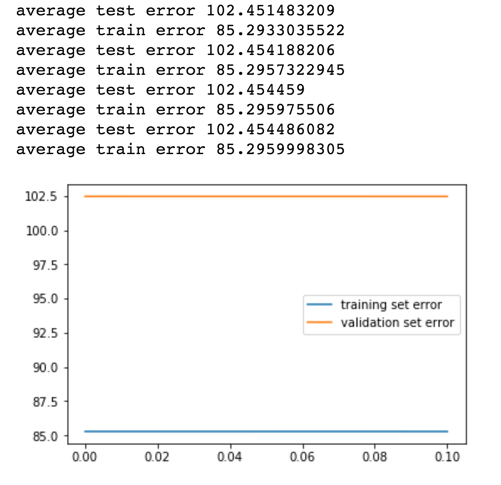 average test error 102.451483209
average train error 85.2933035522
average test error 102.454188206
average train error 85.2957322945
average test error 102.454459
average train error 85.295975506
average test error 102.454486082
average train error 85.2959998305
102.5
100.0
97.5
95.0
92.5
90.0
87.5
85.0
training set error
validation set error
0.00 0.02 0.04 0.06 0.08 0.10